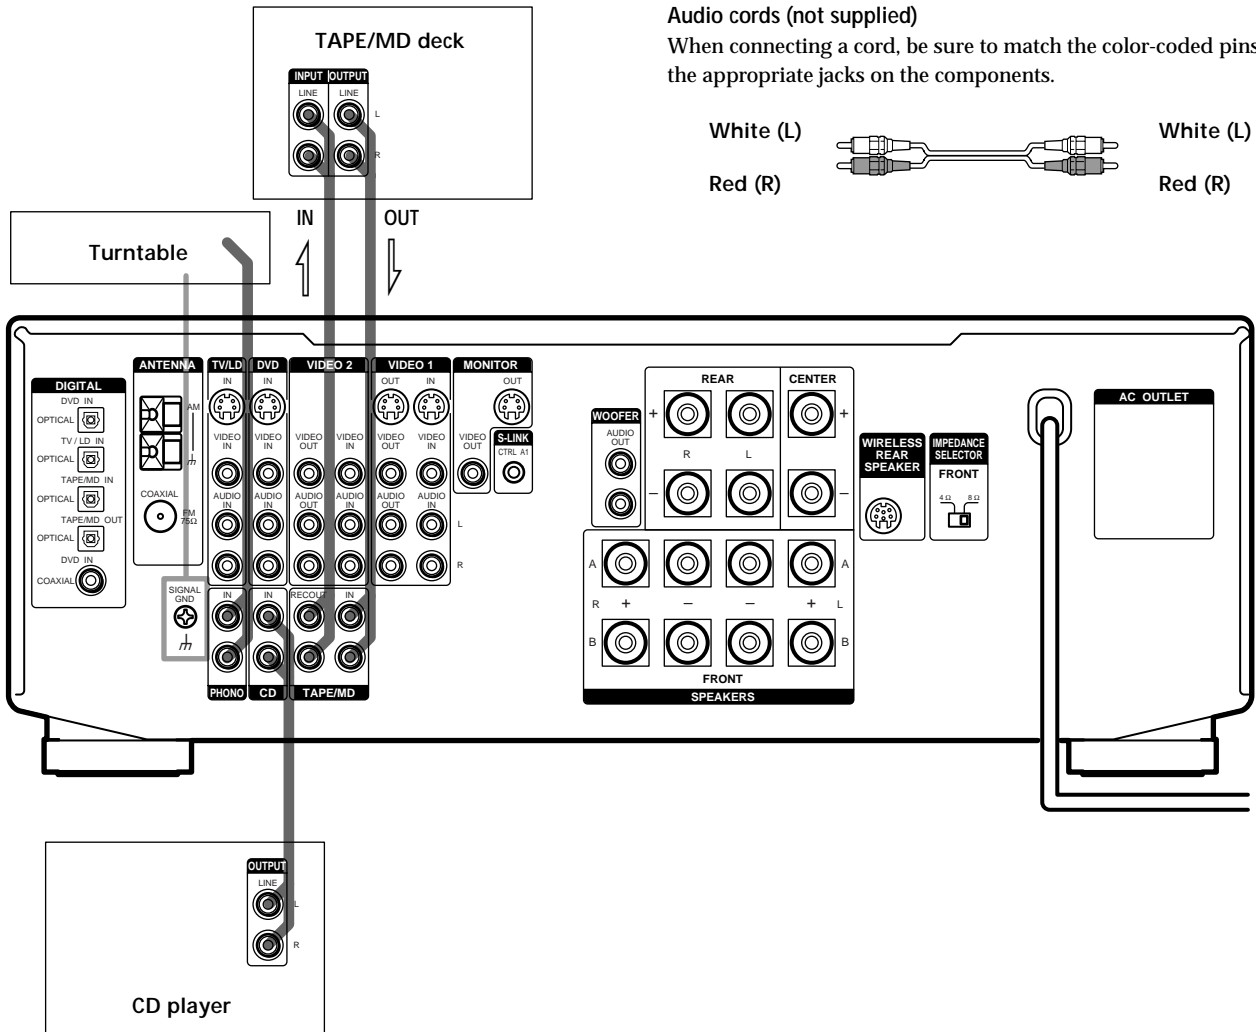 Audio cords (not supplied)
When connecting a cord, be sure to match the color-coded pins
the appropriate jacks on the components.
White (L)
White (L)
Red (R)
Red (R)
TAPE/MD deck
INPUT OUTPUT
LINE LINE
L
R
IN OUT
Turntable
DIGITAL
DVD IN
OPTICAL
TV / LD IN
OPTICAL
TAPE/MD IN
OPTICAL
TAPE/MD OUT
OPTICAL
DVD IN
COAXIAL
ANTENNA
AM
COAXIAL
FM
75Ω
SIGNAL
GND
TV/LD DVD VIDEO 2 VIDEO 1 MONITOR
IN IN OUT IN OUT
VIDEO IN VIDEO IN VIDEO OUT VIDEO IN VIDEO OUT VIDEO IN VIDEO OUT
S-LINK
CTRL A1
AUDIO IN AUDIO IN AUDIO OUT AUDIO IN AUDIO OUT AUDIO IN
L
R
IN IN REC OUT IN
PHONO CD TAPE/MD
WOOFER
AUDIO
OUT
REAR CENTER
+ +
R L
– –
A A
R + – – + L
B B
FRONT
SPEAKERS
WIRELESS
REAR
SPEAKER
IMPEDANCE
SELECTOR
FRONT
4 Ω 8 Ω
AC OUTLET
OUTPUT
LINE
L
R
CD player